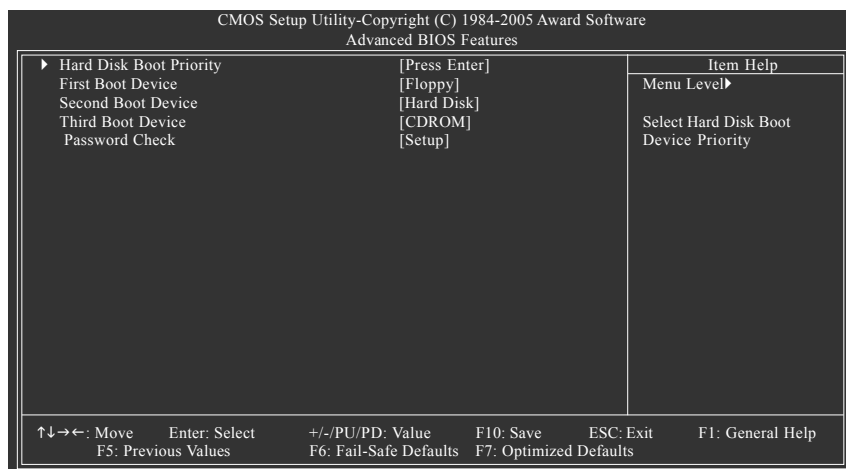 CMOS Setup Utility-Copyright (C) 1984-2005 Award Software
Advanced BIOS Features
Hard Disk Boot Priority [Press Enter]
First Boot Device [Floppy]
Second Boot Device [Hard Disk]
Third Boot Device [CDROM]
Password Check [Setup]
Item Help
Menu Level▶
Select Hard Disk Boot
Device Priority
↑↓→←: Move Enter: Select +/-/PU/PD: Value F10: Save ESC: Exit F1: General Help
F5: Previous Values F6: Fail-Safe Defaults F7: Optimized Defaults